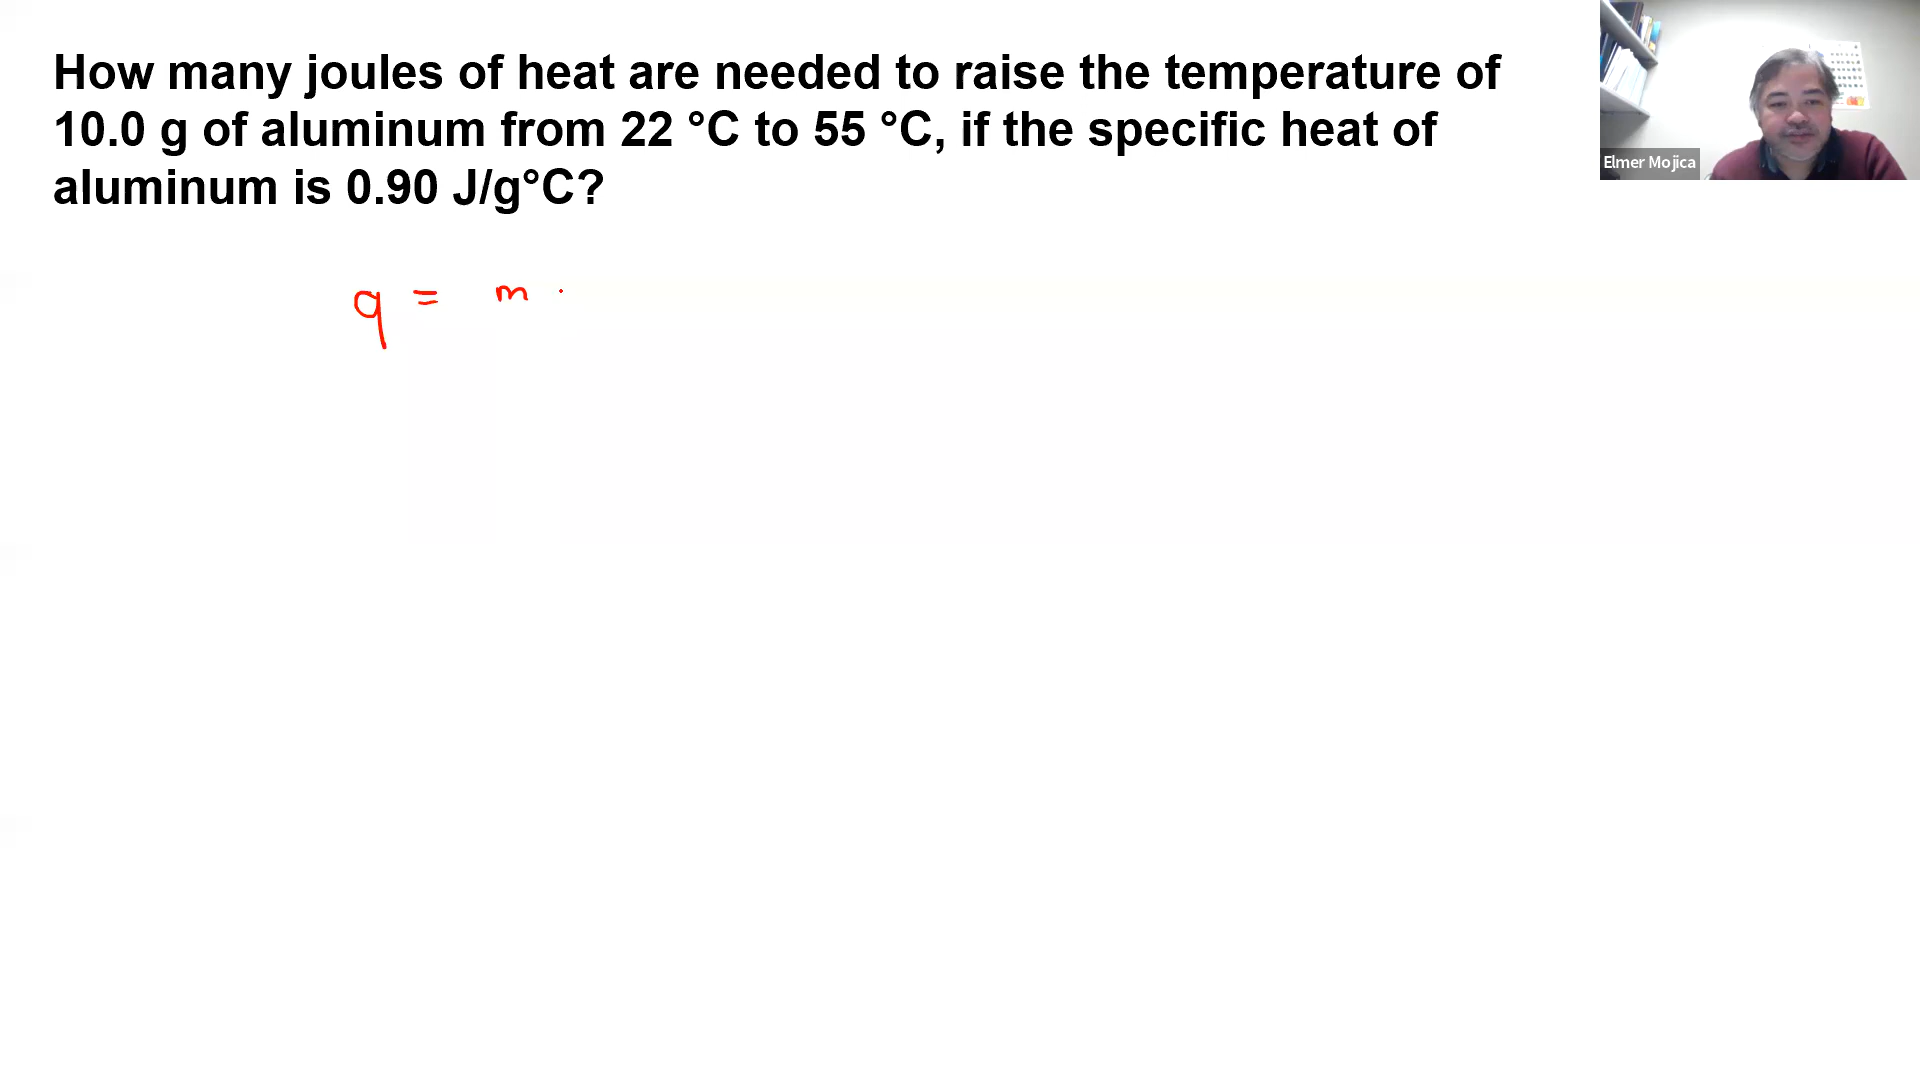 How many joules of heat are needed to raise the temperature of
10.0 g of aluminum from 22 °C to 55 °C, if the specific heat of
aluminum is 0.90 J/g°C?
Elmer Mojica
q = m ·